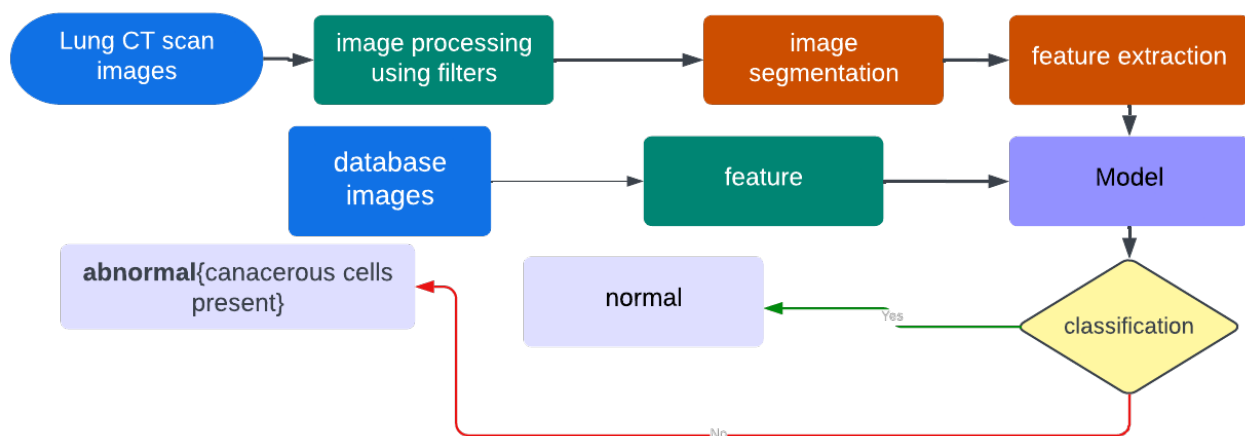 Lung CT scan
images
image processing
using filters
image
segmentation
feature extraction
database
images
feature
Model
abnormal{canacerous cells
present}
normal
Yes
classification
No